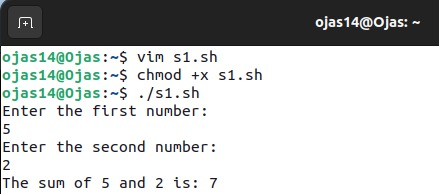 ojas14@Ojas: ~
ojas14@Ojas:~$ vim s1.sh
ojas14@Ojas:~$ chmod +x s1.sh
ojas14@Ojas:~$ ./s1.sh
Enter the first number:
5
Enter the second number:
2
The sum of 5 and 2 is: 7